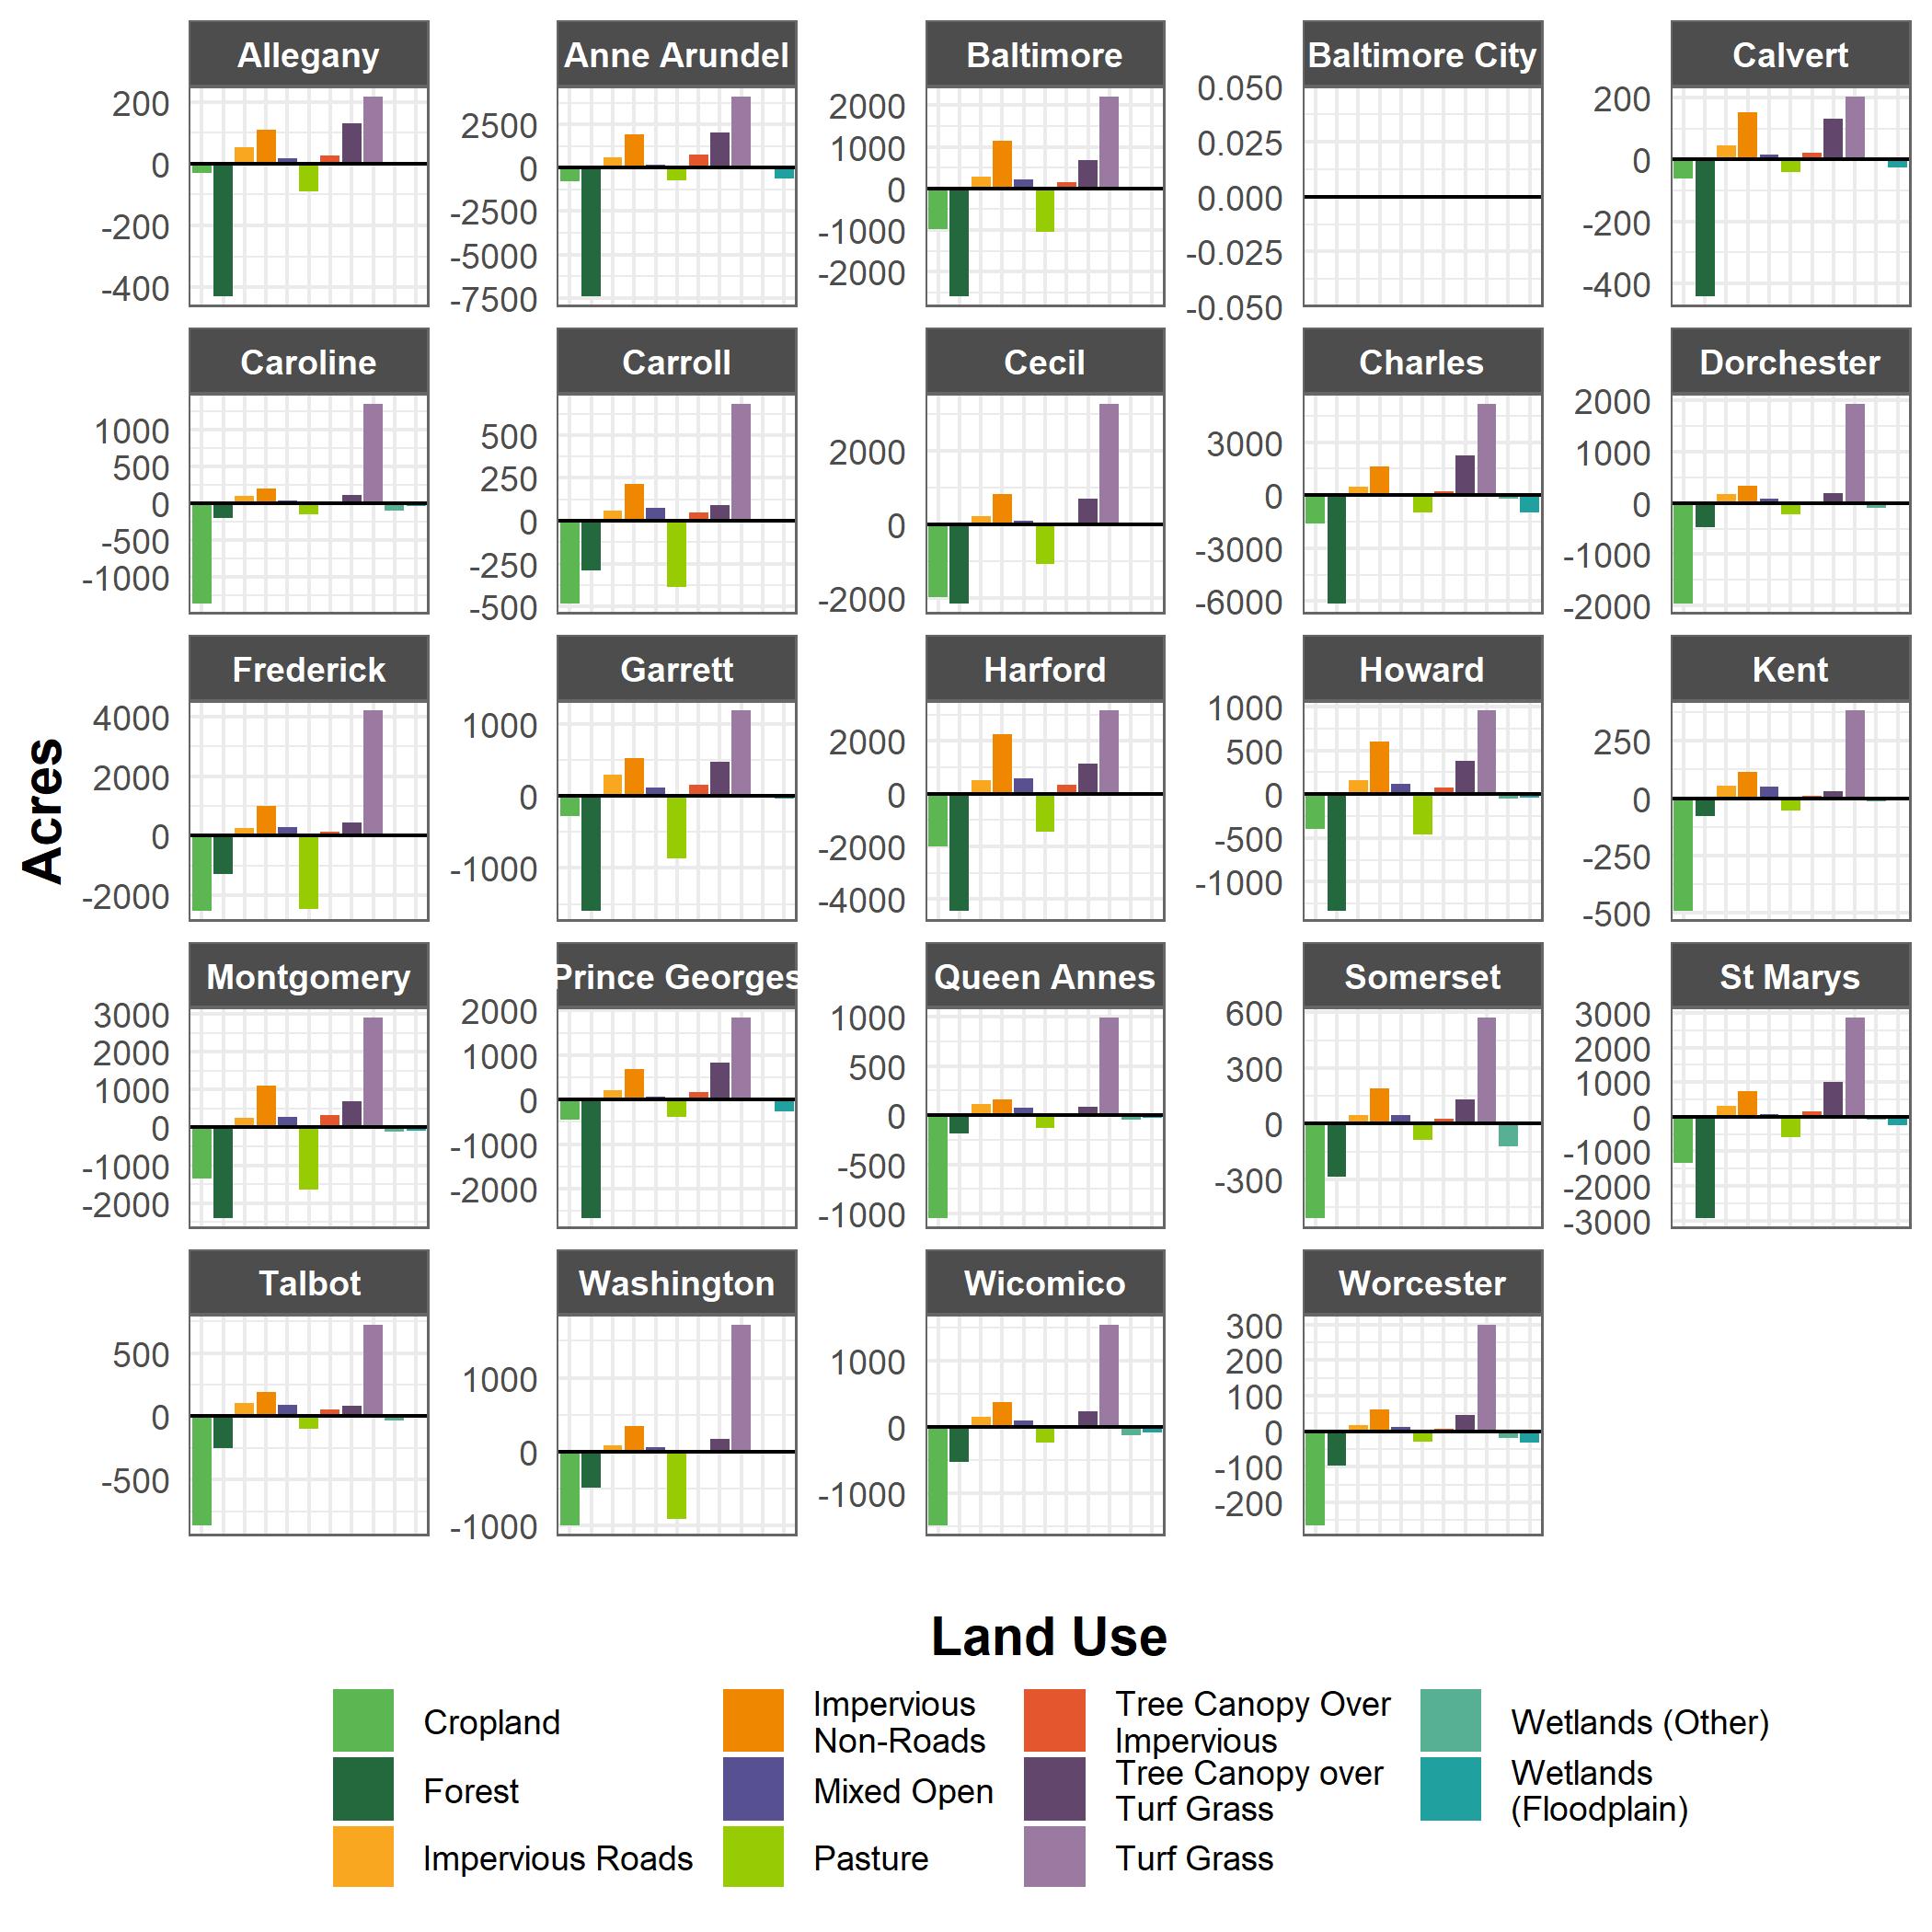 Allegany
Anne Arundel
Baltimore
Baltimore City
Calvert
200
0
-200
-400
2500
0
-2500
-5000
-7500
2000
1000
0
-1000
-2000
0.050
0.025
0.000
-0.025
-0.050
200
0
-200
-400
Caroline
Carroll
Cecil
Charles
Dorchester
1000
500
0
-500
-1000
500
250
0
-250
-500
2000
0
-2000
3000
0
-3000
-6000
2000
1000
0
-1000
-2000
Frederick
Garrett
Harford
Howard
Kent
4000
2000
0
-2000
1000
0
-1000
2000
0
-2000
-4000
1000
500
0
-500
-1000
250
0
-250
-500
Acres
Montgomery
Prince Georges
Queen Annes
Somerset
St Marys
3000
2000
1000
0
-1000
-2000
2000
1000
0
-1000
-2000
1000
500
0
-500
-1000
600
300
0
-300
3000
2000
1000
0
-1000
-2000
-3000
Talbot
Washington
Wicomico
Worcester
500
0
-500
1000
0
-1000
1000
0
-1000
300
200
100
0
-100
-200
Land Use
Cropland
Forest
Impervious Roads
Impervious
Non-Roads
Mixed Open
Pasture
Tree Canopy Over
Impervious
Tree Canopy over
Turf Grass
Turf Grass
Wetlands (Other)
Wetlands
(Floodplain)